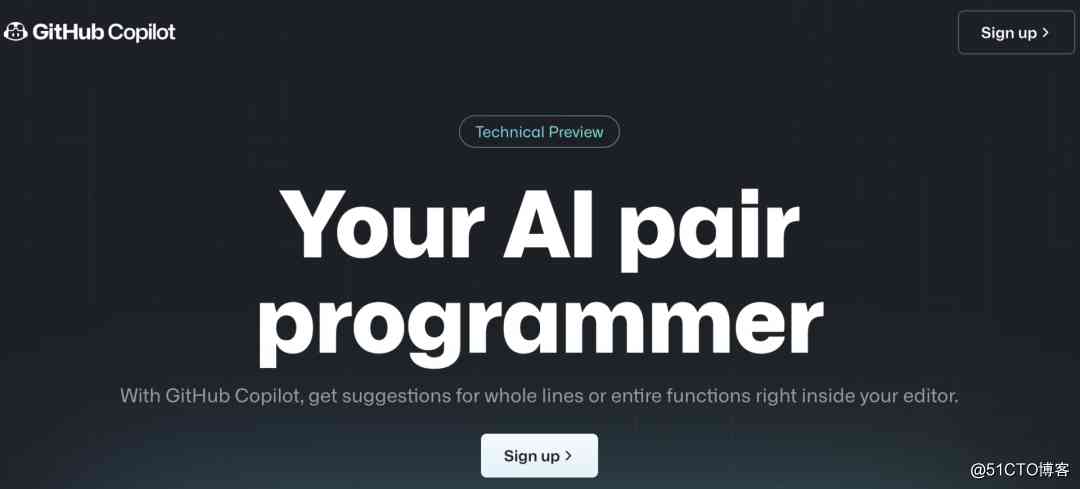 GitHub Copilot
Sign up
Technical Preview
Your AI pair
programmer
With GitHub Copilot, get suggestions for whole lines or entire functions right inside your editor.
Sign up
@51CTO博客